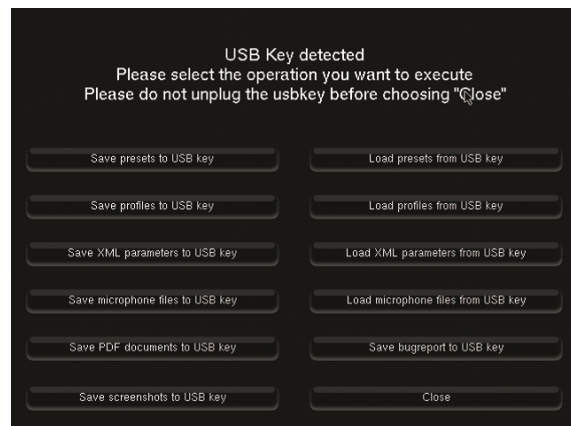 USB Key detected
Please select the operation you want to execute
Please do not unplug the usbkey before choosing "Close"
Save presets to USB key
Load presets from USB key
Save profiles to USB key
Load profiles from USB key
Save XML parameters to USB key
Load XML parameters from USB key
Save microphone files to USB key
Load microphone files from USB key
Save PDF documents to USB key
Save bugreport to USB key
Save screenshots to USB key
Close